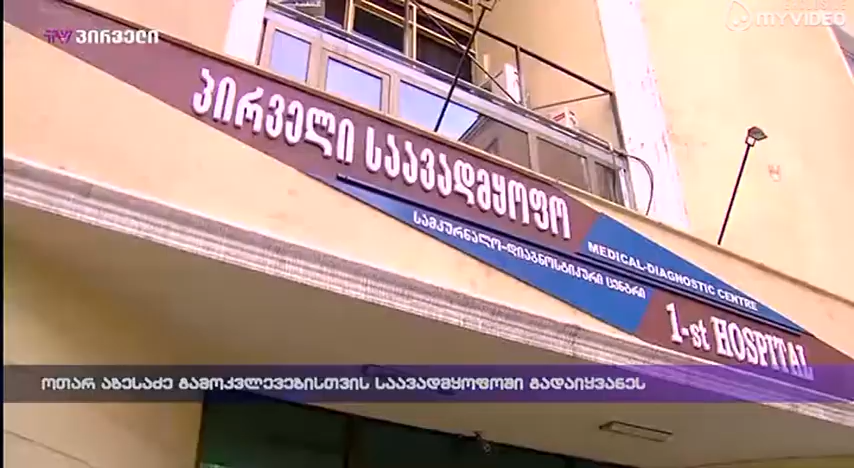 TV ᲞᲘᲠᲕᲔᲚᲘ
MYVIDEO
პირველი საავადმყოფო
სამკურნალო-დიაგნოსტიკური ცენტრი
MEDICAL-DIAGNOSTIC CENTRE
1-st HOSPITAL
ოთარ აბესაძე გამოკვლევებისთვის საავადმყოფოში გადაიყვანეს